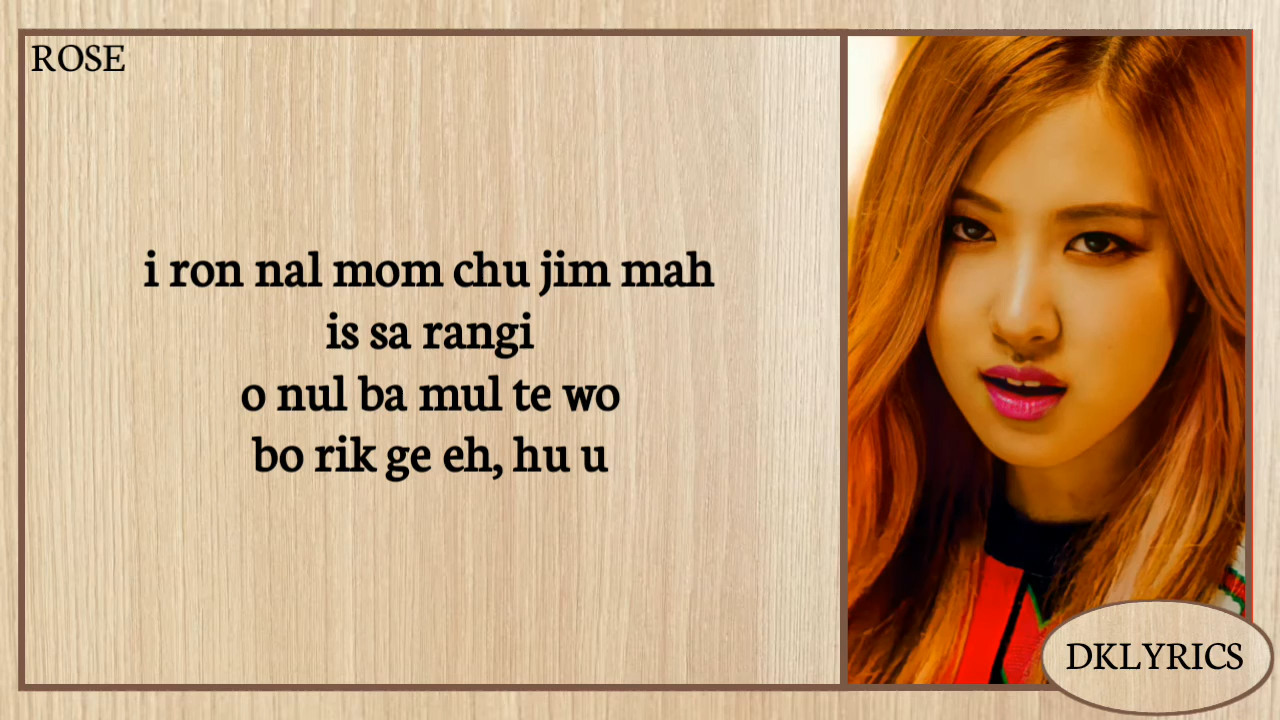 ROSE
i ron nal mom chu jim mah
is sa rangi
o nul ba mul te wo
bo rik ge eh, hu u
DKLYRICS